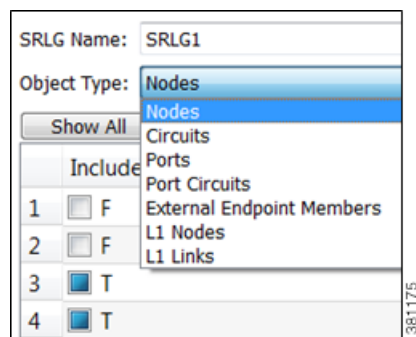 SRLG Name: SRLG1
Object Type: Nodes
Nodes
Show All
Circuits
Ports
Include
Port Circuits
1 F
External Endpoint Members
2 F
L1 Nodes
L1 Links
3 T
4 T
381175